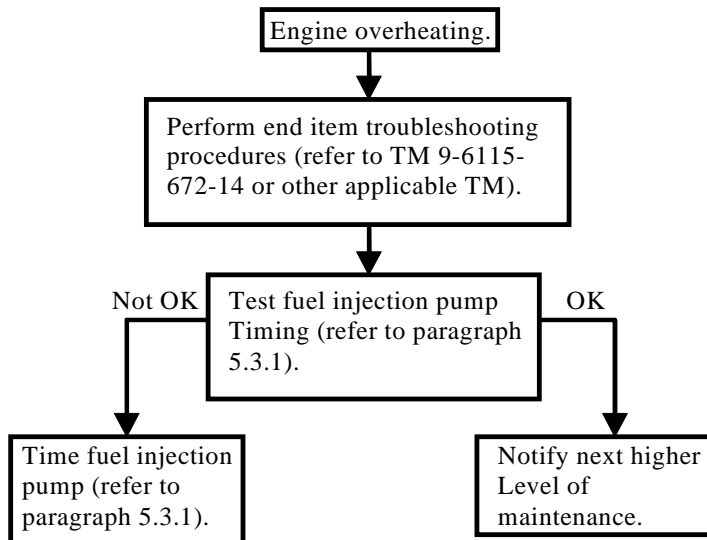 Engine overheating.
Perform end item troubleshooting
procedures (refer to TM 9-6115-
672-14 or other applicable TM).
Not OK
Test fuel injection pump
Timing (refer to paragraph
5.3.1).
OK
Time fuel injection
pump (refer to
paragraph 5.3.1).
Notify next higher
Level of
maintenance.